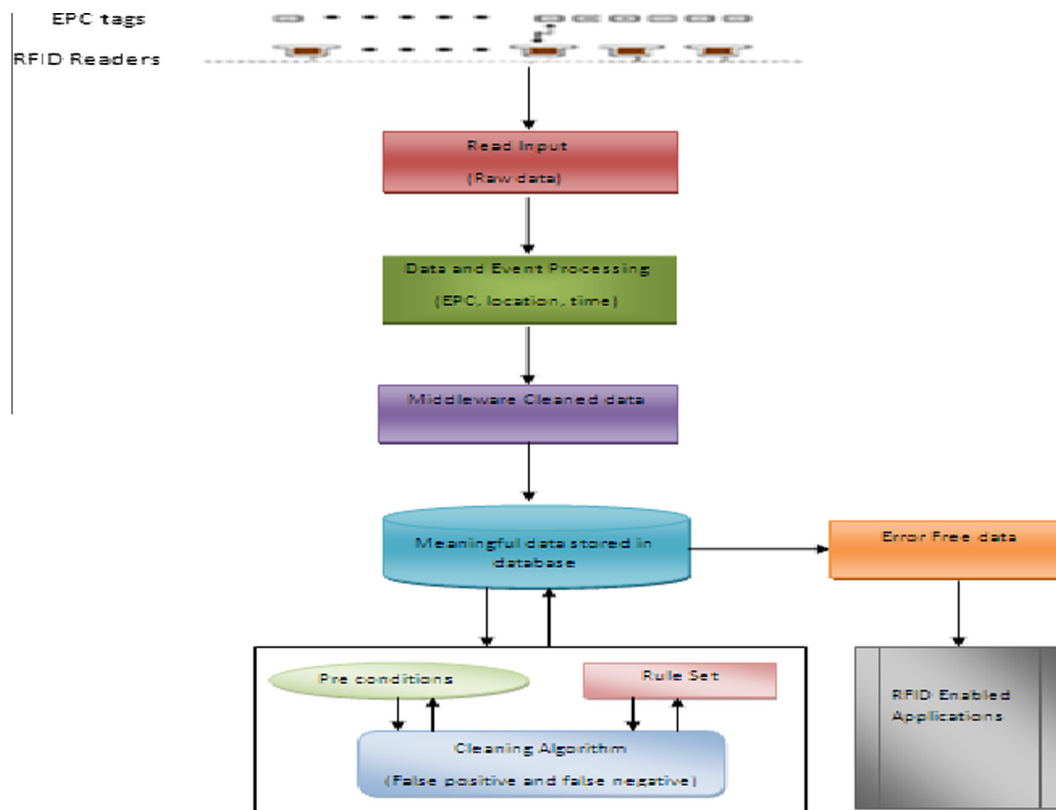 EPC tags
RFID Readers
Read Input
(Raw data)
Data and Event Processing
(EPC, location, time)
Middleware Cleaned data
Meaningful data stored in
database
Error Free data
Pre conditions
Rule Set
RFID Enabled
Applications
Cleaning Algorithm
(False positive and false negative)